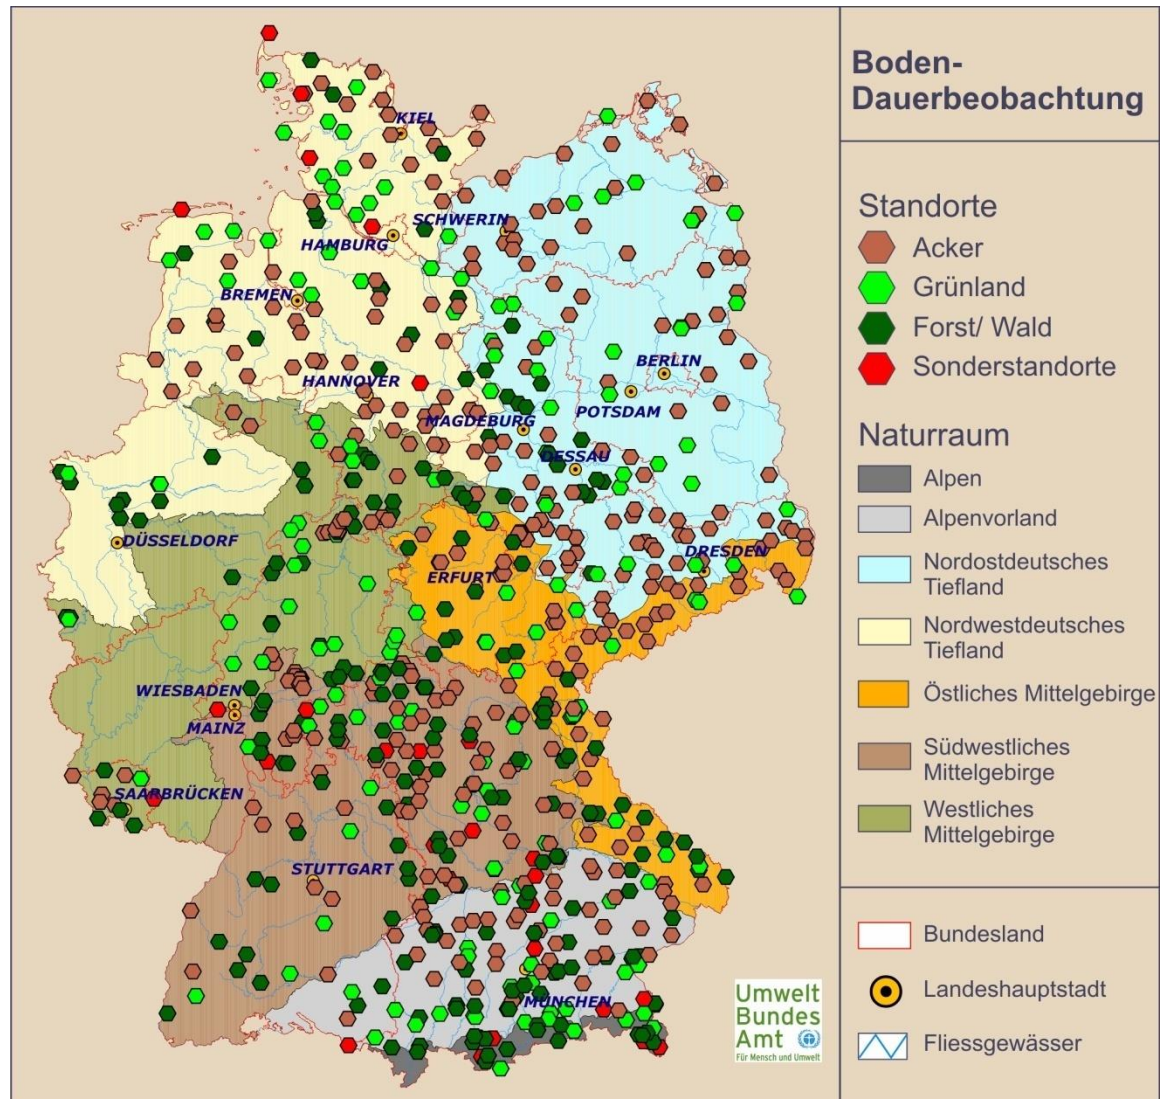 Boden-
Dauerbeobachtung
Standorte
Acker
Grünland
Forst/ Wald
Sonderstandorte
Naturraum
Alpen
Alpenvorland
Nordostdeutsches
Tiefland
Nordwestdeutsches
Tiefland
Östliches Mittelgebirge
Südwestliches
Mittelgebirge
Westliches
Mittelgebirge
Bundesland
Landeshauptstadt
Fliessgewässer
KIEL
SCHWERIN
HAMBURG
BREMEN
BERLIN
HANNOVER
POTSDAM
MAGDEBURG
DESSAU
DÜSSELDORF
DRESDEN
ERFURT
WIESBADEN
MAINZ
SAARBRÜCKEN
STUTTGART
MÜNCHEN
Umwelt
Bundes
Amt
Für Mensch und Umwelt